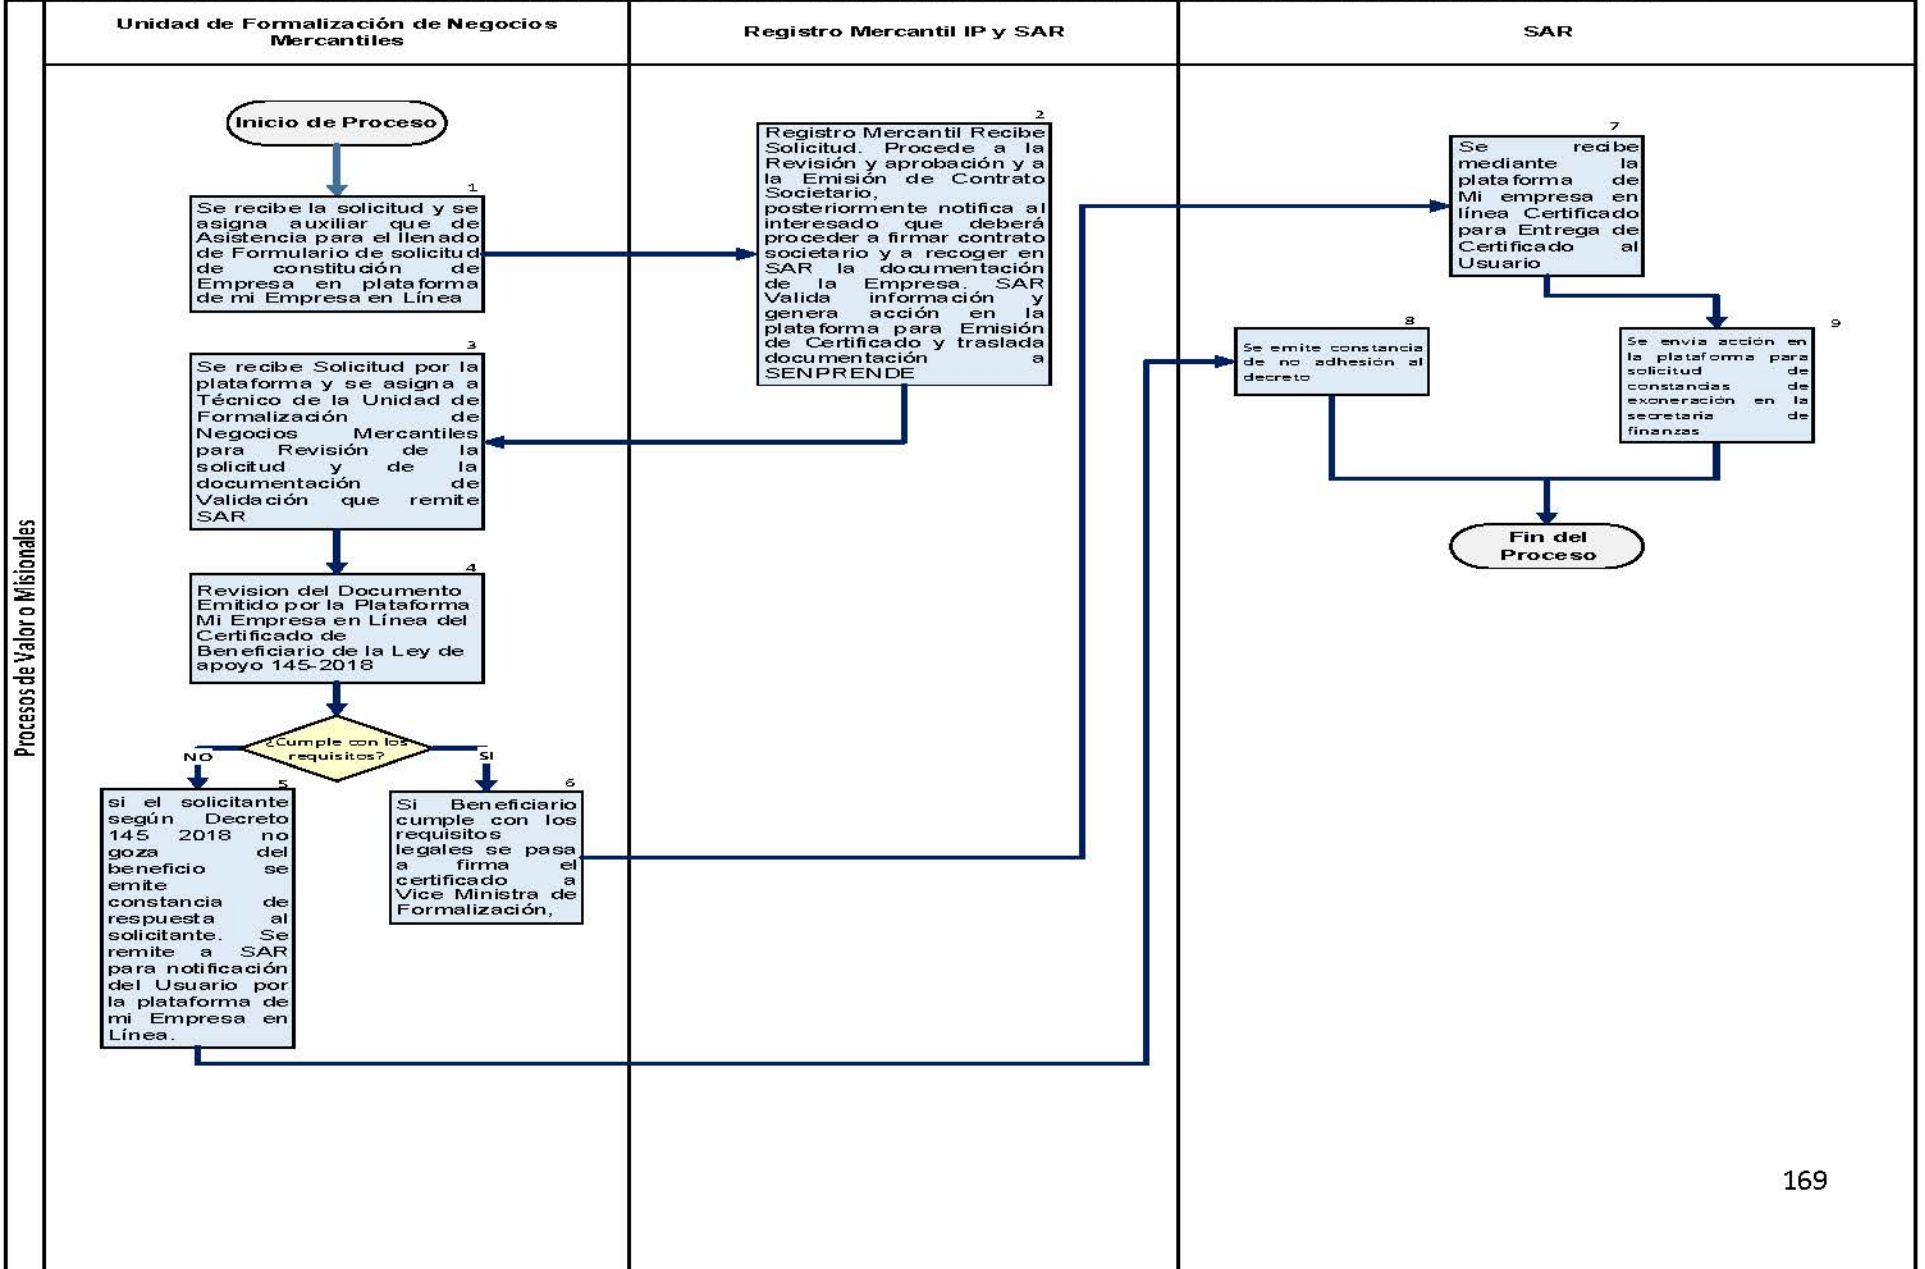 Unidad de Formalización de Negocios
Mercantiles
Registro Mercantil IP y SAR
SAR
Procesos de Valor o Misionales
Inicio de Proceso
1
Se recibe la solicitud y se
asigna auxiliar que de
Asistencia para el llenado
de Formulario de solicitud
de constitución de
Empresa en plataforma
de mi Empresa en Línea
2
Registro Mercantil Recibe
Solicitud. Procede a la
Revisión y aprobación y a
la Emisión de Contrato
Societario,
posteriormente notifica al
interesado que deberá
proceder a firmar contrato
societario y a recoger en
SAR la documentación
de la Empresa. SAR
Valida información y
genera acción en la
plataforma para Emisión
de Certificado y traslada
documentación a
SENPRENDE
3
Se recibe Solicitud por la
plataforma y se asigna a
Técnico de la Unidad de
Formalización de
Negocios Mercantiles
para Revisión de la
solicitud y de la
documentación de
Validación que remite
SAR
4
Revision del Documento
Emitido por la Plataforma
Mi Empresa en Línea del
Certificado de
Beneficiario de la Ley de
apoyo 145-2018
¿Cumple con los
requisitos?
NO
SI
5
si el solicitante
según Decreto
145 2018 no
goza del
beneficio se
emite
constancia de
respuesta al
solicitante. Se
remite a SAR
para notificación
del Usuario por
la plataforma de
mi Empresa en
Línea.
6
Si Beneficiario
cumple con los
requisitos
legales se pasa
a firma el
certificado a
Vice Ministra de
Formalización,
7
Se recibe
mediante la
plataforma de
Mi empresa en
línea Certificado
para Entrega de
Certificado al
Usuario
8
Se emite constancia
de no adhesión al
decreto
9
Se envía acción en
la plataforma para
solicitud de
constancias de
exoneración en la
secretaria de
finanzas
Fin del
Proceso
169